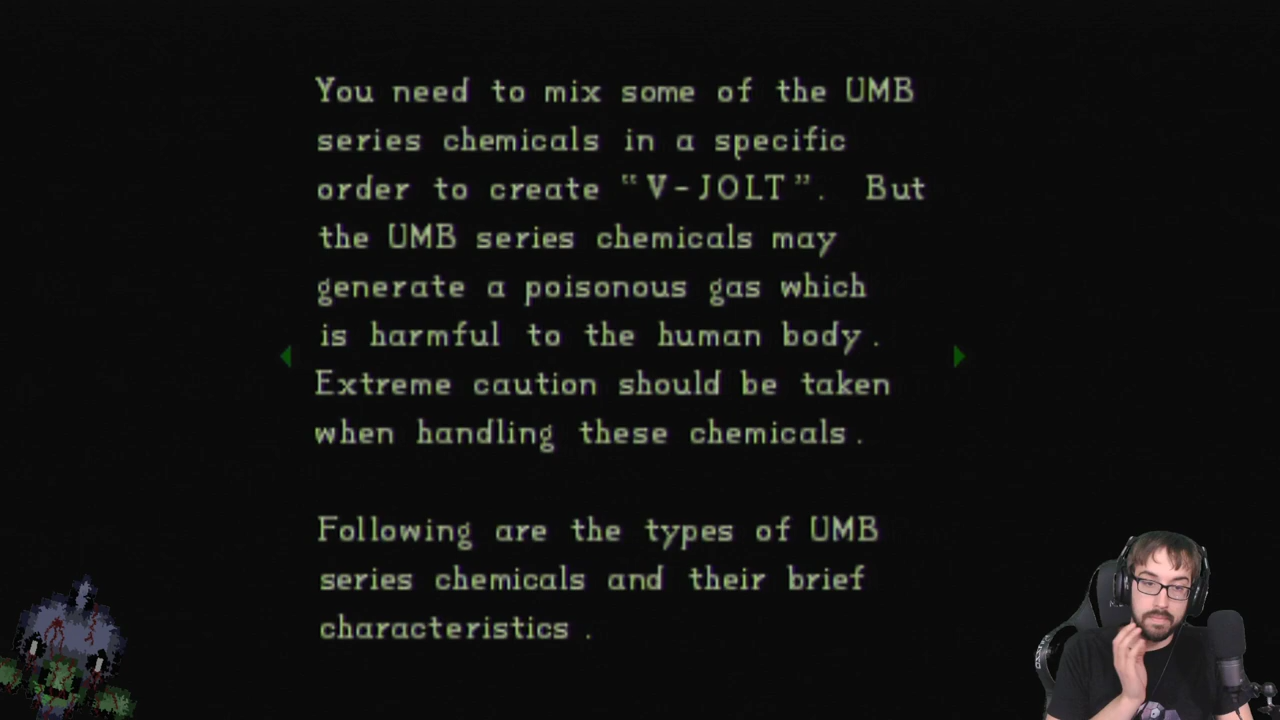 You need to mix some of the UMB
series chemicals in a specific
order to create “V-JOLT”. But
the UMB series chemicals may
generate a poisonous gas which
is harmful to the human body.
Extreme caution should be taken
when handling these chemicals.
Following are the types of UMB
series chemicals and their brief
characteristics.